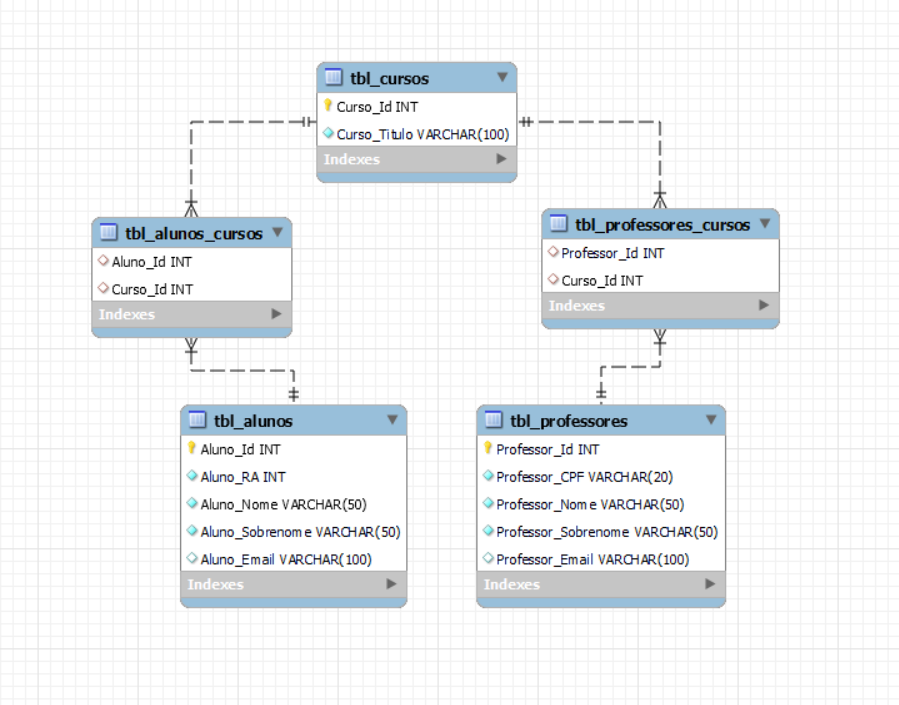 tbl_cursos
Curso_Id INT
Curso_Titulo VARCHAR(100)
Indexes
tbl_alunos_cursos
Aluno_Id INT
Curso_Id INT
Indexes
tbl_professores_cursos
Professor_Id INT
Curso_Id INT
Indexes
tbl_alunos
Aluno_Id INT
Aluno_RA INT
Aluno_Nome VARCHAR(50)
Aluno_Sobrenome VARCHAR(50)
Aluno_Email VARCHAR(100)
Indexes
tbl_professores
Professor_Id INT
Professor_CPF VARCHAR(20)
Professor_Nome VARCHAR(50)
Professor_Sobrenome VARCHAR(50)
Professor_Email VARCHAR(100)
Indexes